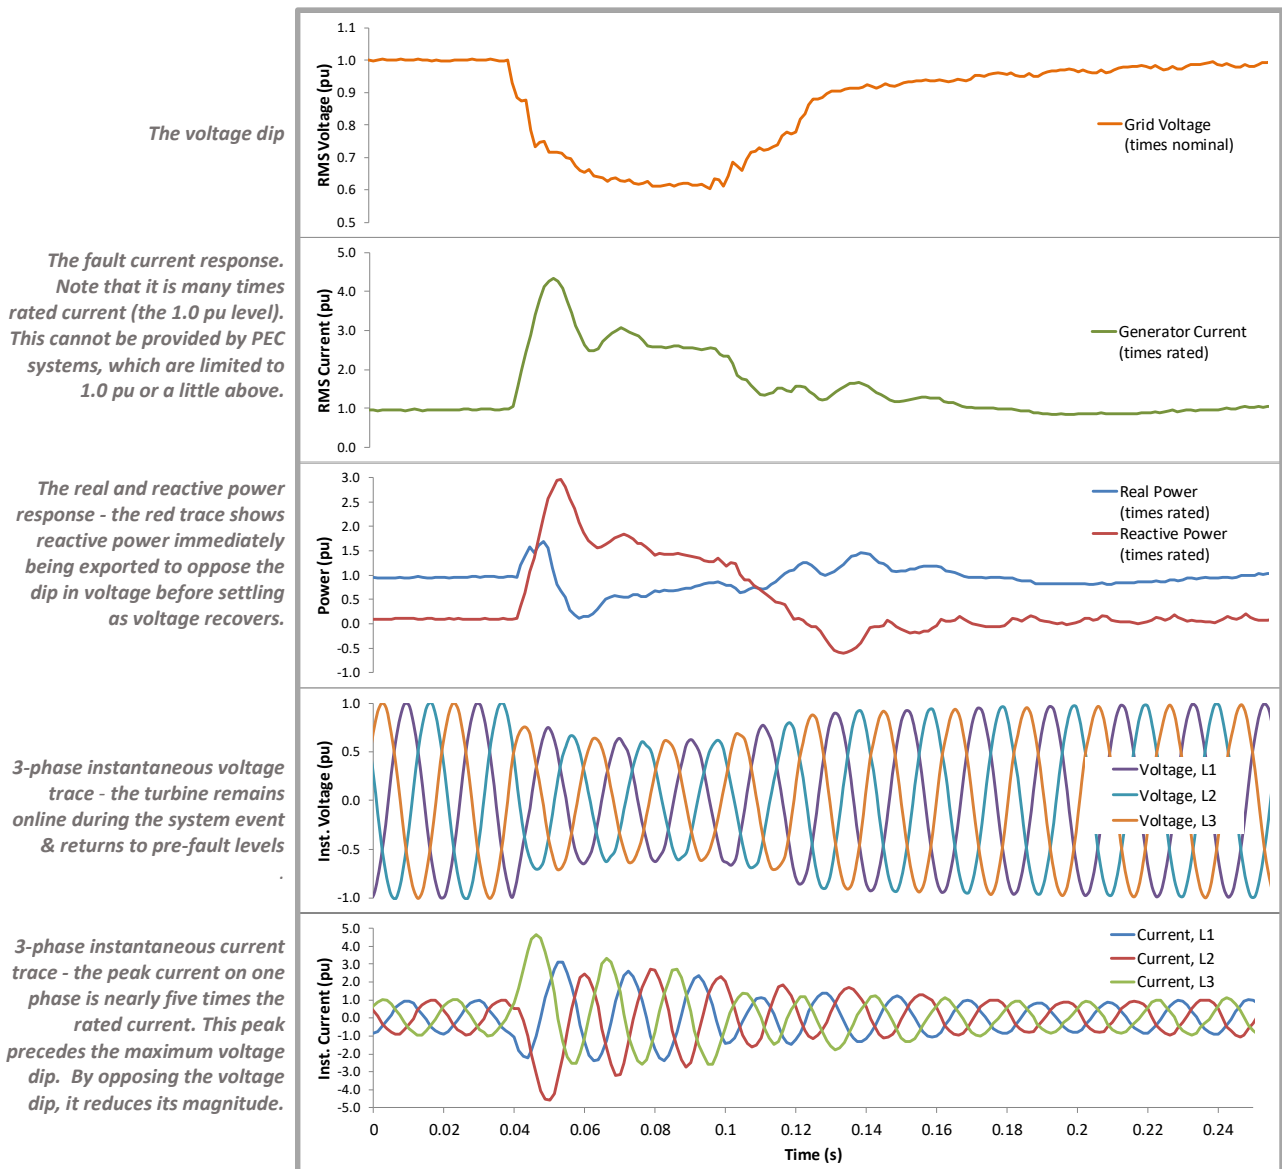 The voltage dip
1.1
1.0
0.9
0.8
0.7
0.6
0.5
RMS Voltage (pu)
Grid Voltage
(times nominal)
The fault current response.
Note that it is many times
rated current (the 1.0 pu level).
This cannot be provided by PEC
systems, which are limited to
1.0 pu or a little above.
5.0
4.0
3.0
2.0
1.0
0.0
RMS Current (pu)
Generator Current
(times rated)
The real and reactive power
response - the red trace shows
reactive power immediately
being exported to oppose the
dip in voltage before settling
as voltage recovers.
3.0
2.5
2.0
1.5
1.0
0.5
0.0
-0.5
-1.0
Power (pu)
Real Power
(times rated)
Reactive Power
(times rated)
3-phase instantaneous voltage
trace - the turbine remains
online during the system event
& returns to pre-fault levels
.
1.0
0.5
0.0
-0.5
-1.0
Inst. Voltage (pu)
Voltage, L1
Voltage, L2
Voltage, L3
3-phase instantaneous current
trace - the peak current on one
phase is nearly five times the
rated current. This peak
precedes the maximum voltage
dip. By opposing the voltage
dip, it reduces its magnitude.
5.0
4.0
3.0
2.0
1.0
0.0
-1.0
-2.0
-3.0
-4.0
-5.0
Inst. Current (pu)
Current, L1
Current, L2
Current, L3
0 0.02 0.04 0.06 0.08 0.1 0.12 0.14 0.16 0.18 0.2 0.22 0.24
Time (s)